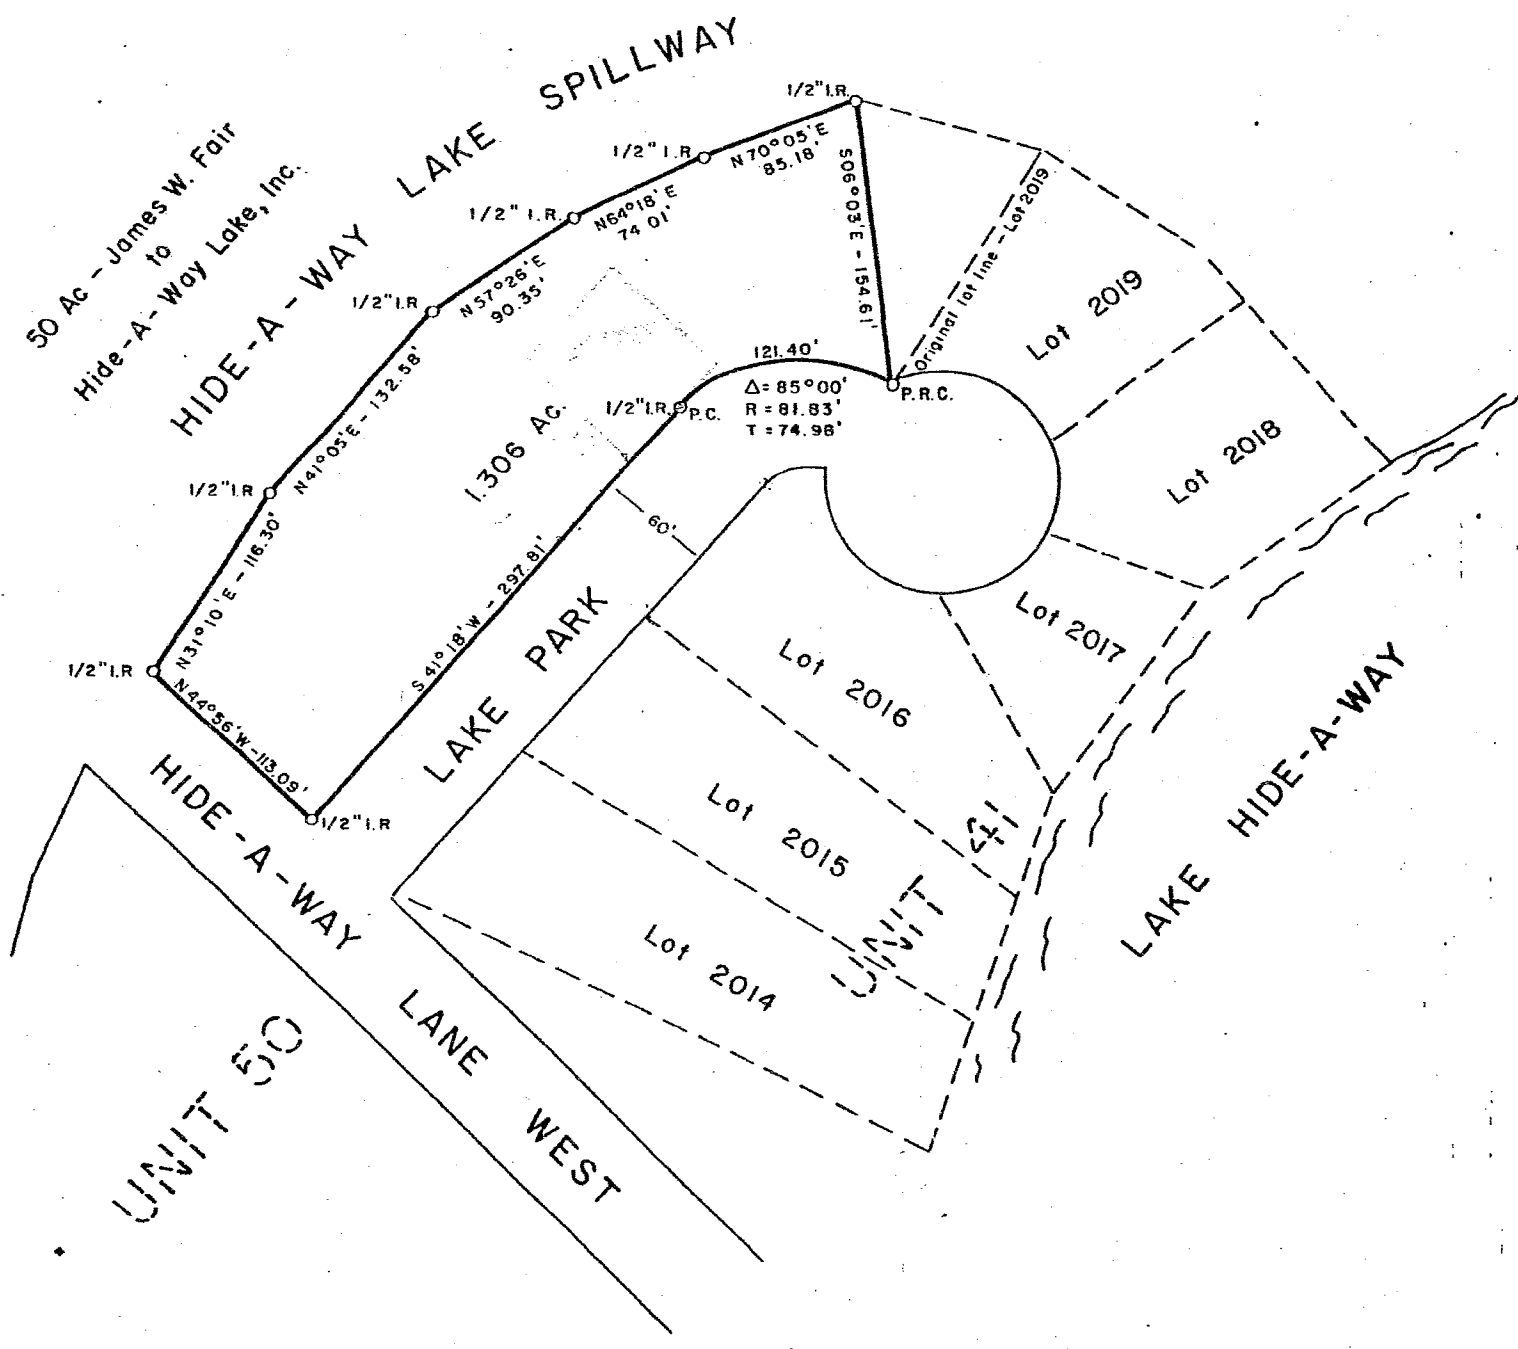 HIDE-A-WAY LAKE SPILLWAY
50 Ac - James W. Fair
to
Hide-A-Way Lake, Inc.
1/2" I.R.
1/2" I.R
1/2" I.R.
1/2" I.R
1/2" I.R
1/2" I.R
1/2" I.R
1/2" I.R.
P.C.
P.R.C.
N 70°05'E
85.18'
N64°18'E
74.01'
N57°26'E
90.35'
N41°05'E - 132.58'
N31°10'E - 116.30'
N44°56'W - 113.09'
S 41°18'W - 297.81'
S06°03'E - 154.61'
121.40'
Δ= 85°00'
R = 81.83'
T = 74.98'
1.306 Ac.
60'
Original lot line - Lot 2019
Lot 2019
Lot 2018
Lot 2017
Lot 2016
Lot 2015
Lot 2014
LAKE PARK
HIDE-A-WAY LANE WEST
UNIT 41
UNIT 50
LAKE HIDE-A-WAY